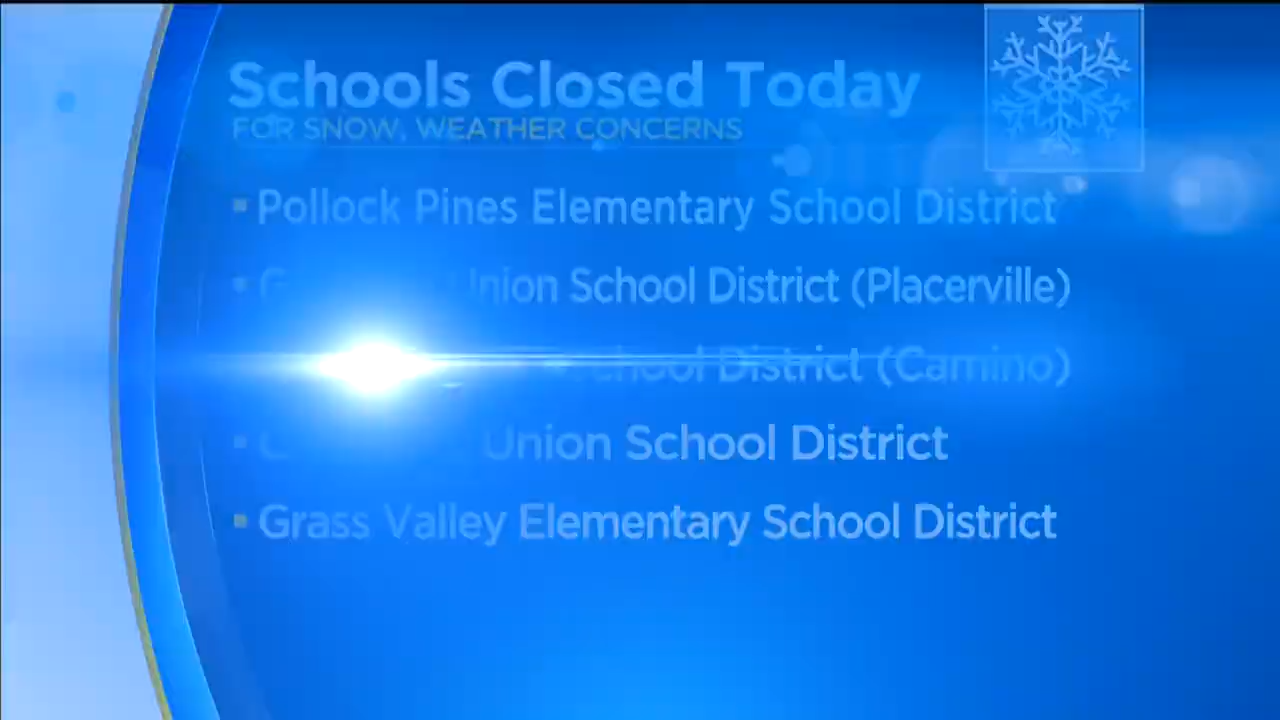 Schools Closed Today
FOR SNOW, WEATHER CONCERNS
Pollock Pines Elementary School District
Union School District (Placerville)
School District (Camino)
Union School District
Grass Valley Elementary School District